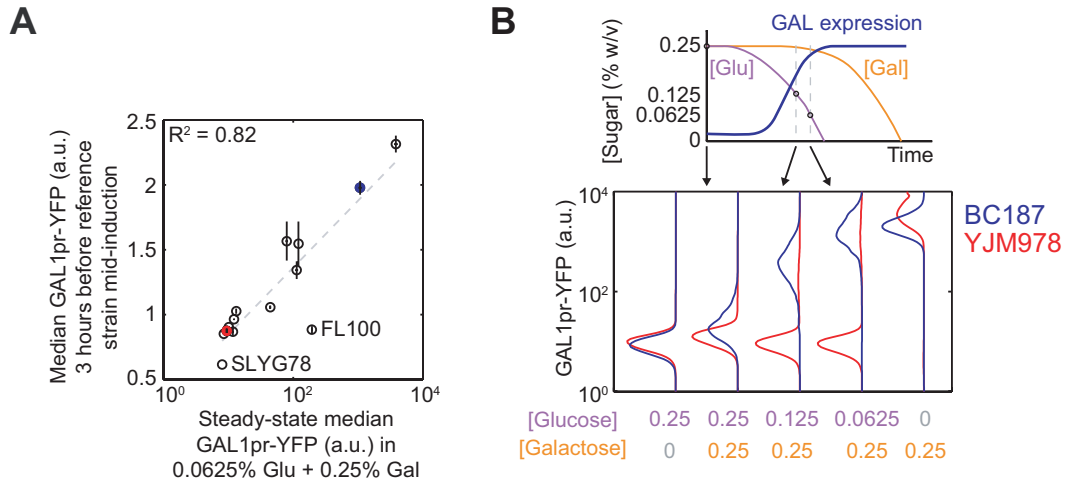 A
Median GAL1pr-YFP (a.u.)
3 hours before reference
strain mid-induction
2.5
2
1.5
1
0.5
R² = 0.82
FL100
SLYG78
10⁰
10²
10⁴
Steady-state median
GAL1pr-YFP (a.u.) in
0.0625% Glu + 0.25% Gal
B
GAL expression
[Sugar] (% w/v)
0.25
0.125
0.0625
0
[Glu]
[Gal]
Time
GAL1pr-YFP (a.u.)
10⁴
10²
10⁰
BC187
YJM978
[Glucose] 0.25 0.25 0.125 0.0625 0
[Galactose] 0 0.25 0.25 0.25 0.25